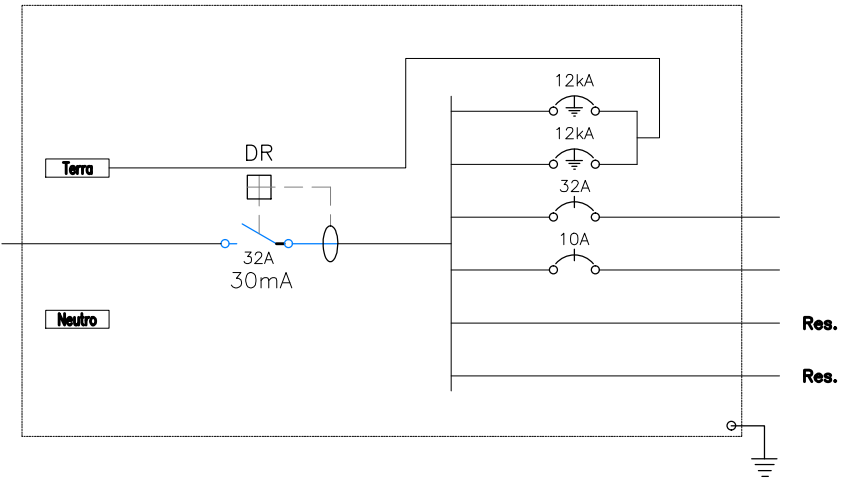 12kA
12kA
DR
Terra
32A
32A
10A
30mA
Neutro
Res.
Res.